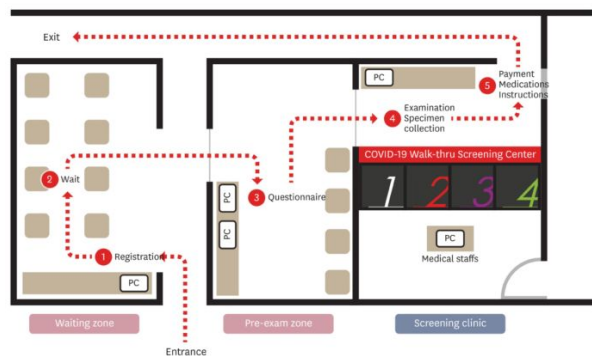 Exit
PC
5 Payment
Medications
Instructions
4 Examination
Specimen
collection
COVID-19 Walk-thru Screening Center
1 2 3 4
2 Wait
3 Questionnaire
PC
PC
PC
Medical staffs
1 Registration
PC
Waiting zone
Pre-exam zone
Screening clinic
Entrance